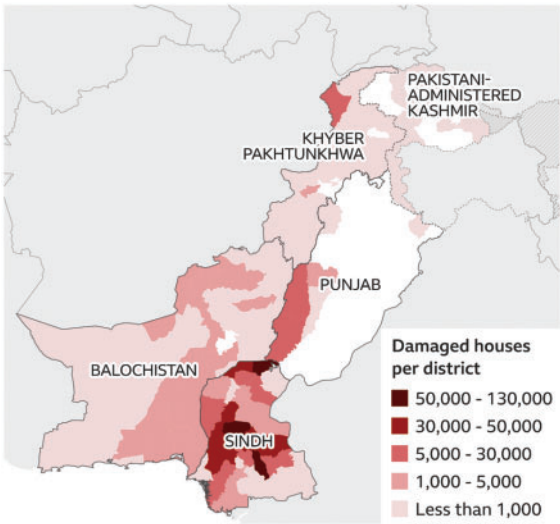 PAKISTANI-
ADMINISTERED
KASHMIR
KHYBER
PAKHTUNKHWA
PUNJAB
BALOCHISTAN
SINDH
Damaged houses
per district
50,000 - 130,000
30,000 - 50,000
5,000 - 30,000
1,000 - 5,000
Less than 1,000